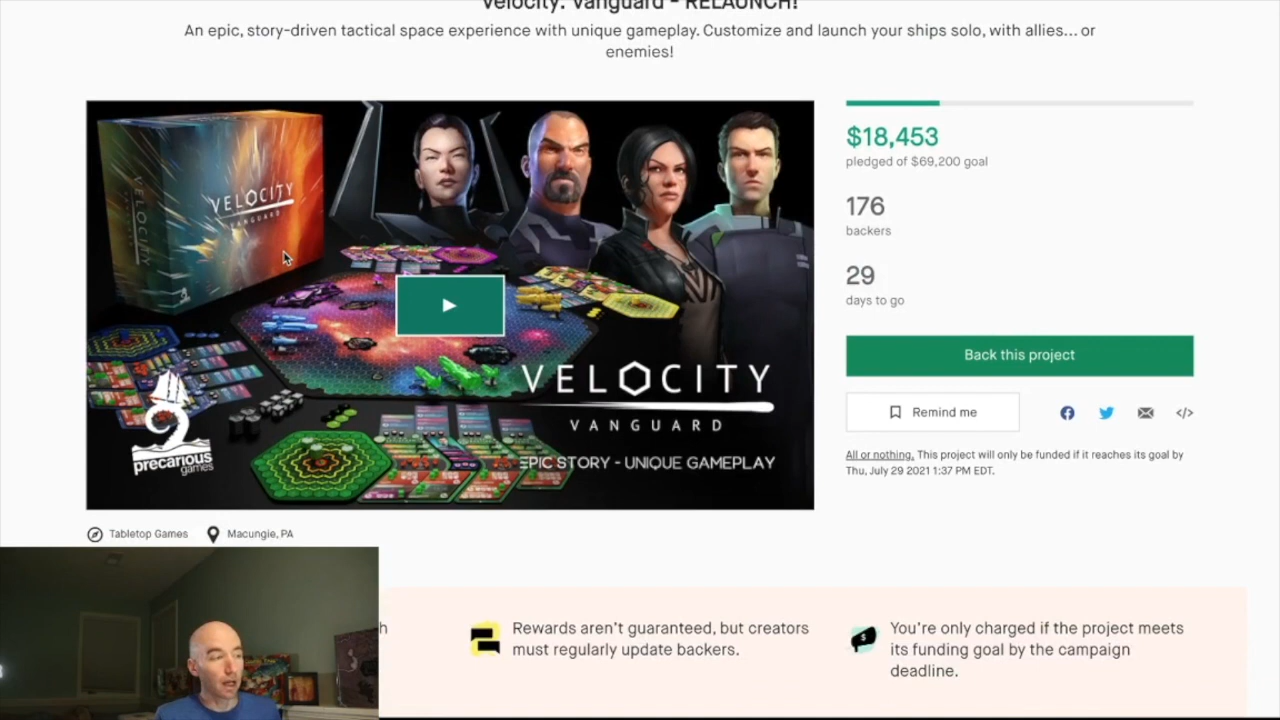 Velocity: Vanguard - RELAUNCH!
An epic, story-driven tactical space experience with unique gameplay. Customize and launch your ships solo, with allies... or
enemies!
VELOCITY
VANGUARD
VELOCITY
VELOCITY
VANGUARD
EPIC STORY - UNIQUE GAMEPLAY
precarious
games
$18,453
pledged of $69,200 goal
176
backers
29
days to go
Back this project
Remind me
All or nothing. This project will only be funded if it reaches its goal by
Thu, July 29 2021 1:37 PM EDT.
Tabletop Games
Macungie, PA
h
Rewards aren't guaranteed, but creators
must regularly update backers.
You're only charged if the project meets
its funding goal by the campaign
deadline.